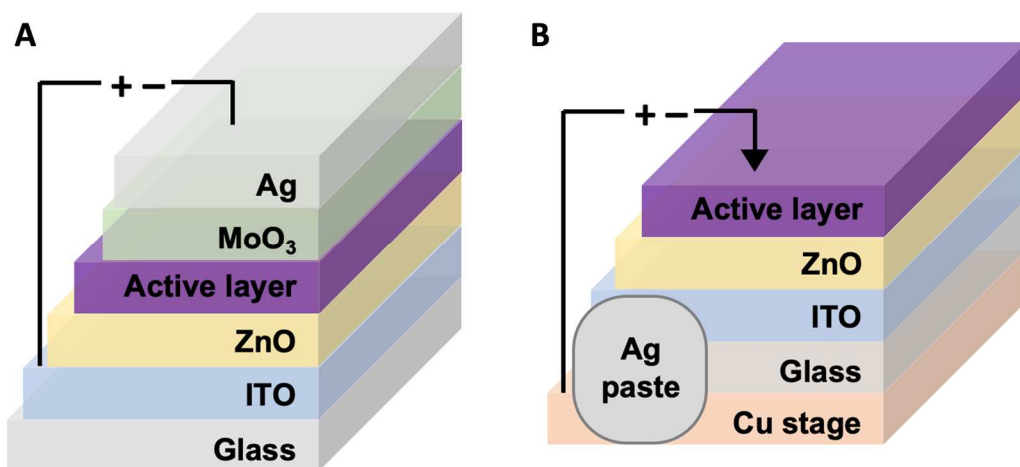 A
+ −
Ag
MoO₃
Active layer
ZnO
ITO
Glass
B
+ −
Active layer
ZnO
ITO
Ag
paste
Glass
Cu stage